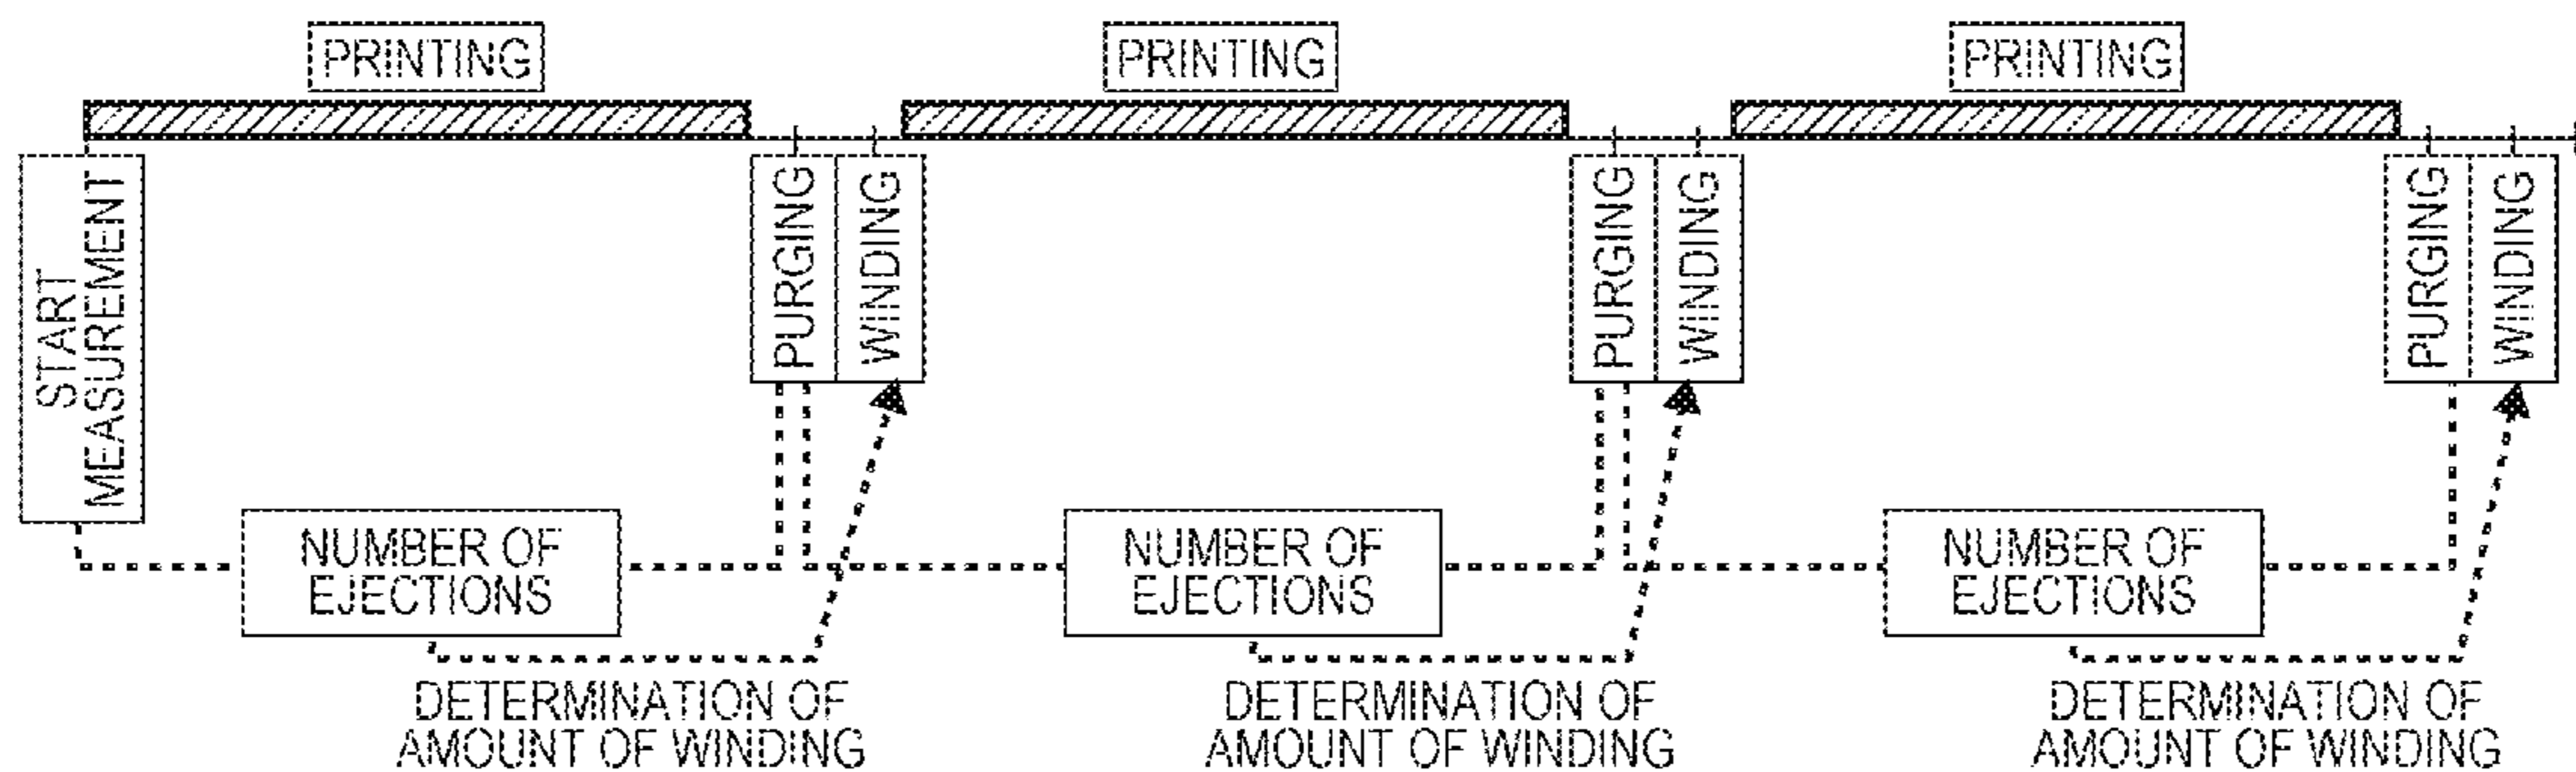 PRINTING
PRINTING
PRINTING
START
MEASUREMENT
PURGING
WINDING
PURGING
WINDING
PURGING
WINDING
NUMBER OF
EJECTIONS
NUMBER OF
EJECTIONS
NUMBER OF
EJECTIONS
DETERMINATION OF
AMOUNT OF WINDING
DETERMINATION OF
AMOUNT OF WINDING
DETERMINATION OF
AMOUNT OF WINDING